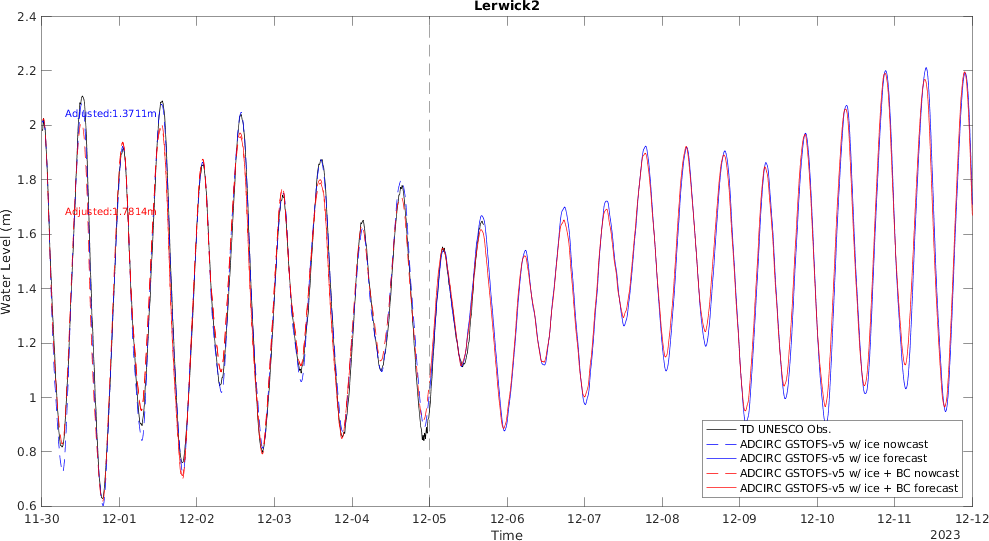 Lerwick2
2.4
2.2
2
1.8
1.6
1.4
1.2
1
0.8
0.6
Water Level (m)
Adjusted:1.3711m
Adjusted:1.7814m
TD UNESCO Obs.
ADCIRC GSTOFS-v5 w/ ice nowcast
ADCIRC GSTOFS-v5 w/ ice forecast
ADCIRC GSTOFS-v5 w/ ice + BC nowcast
ADCIRC GSTOFS-v5 w/ ice + BC forecast
11-30 12-01 12-02 12-03 12-04 12-05 12-06 12-07 12-08 12-09 12-10 12-11 12-12
Time
2023